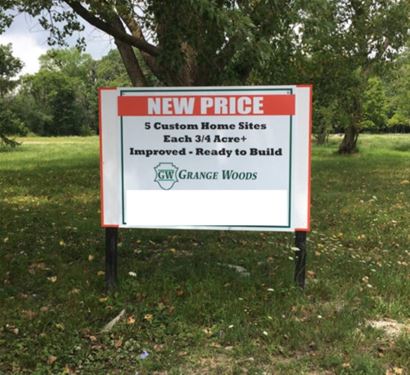 NEW PRICE
5 Custom Home Sites
Each 3/4 Acre+
Improved - Ready to Build
GW GRANGE WOODS